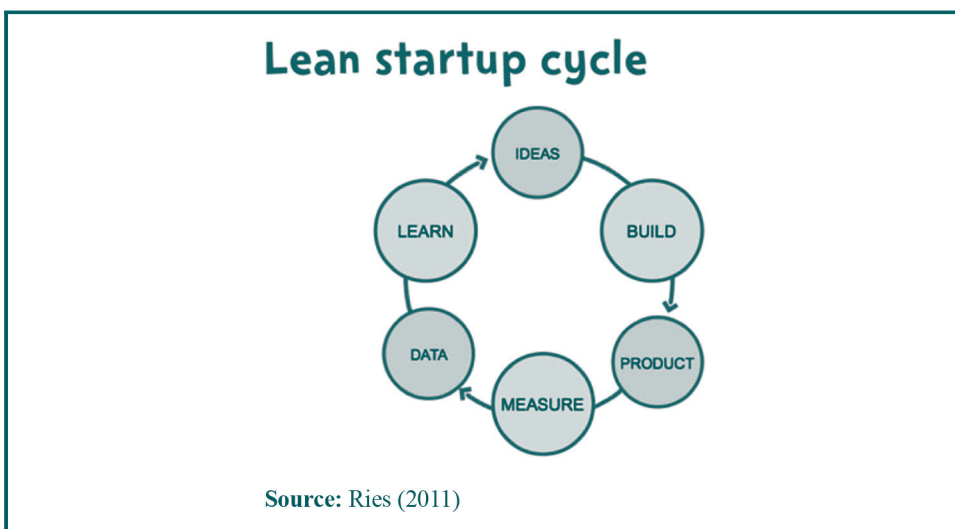 Lean startup cycle
IDEAS
BUILD
PRODUCT
MEASURE
DATA
LEARN
Source: Ries (2011)